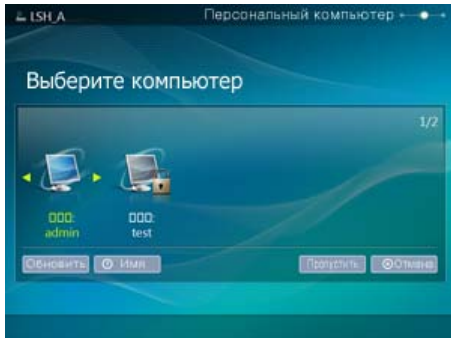 LSH_A
Персональный компьютер
Выберите компьютер
1/2
□□□: □□□:
admin test
Обновить Имя Пропустить Отмена